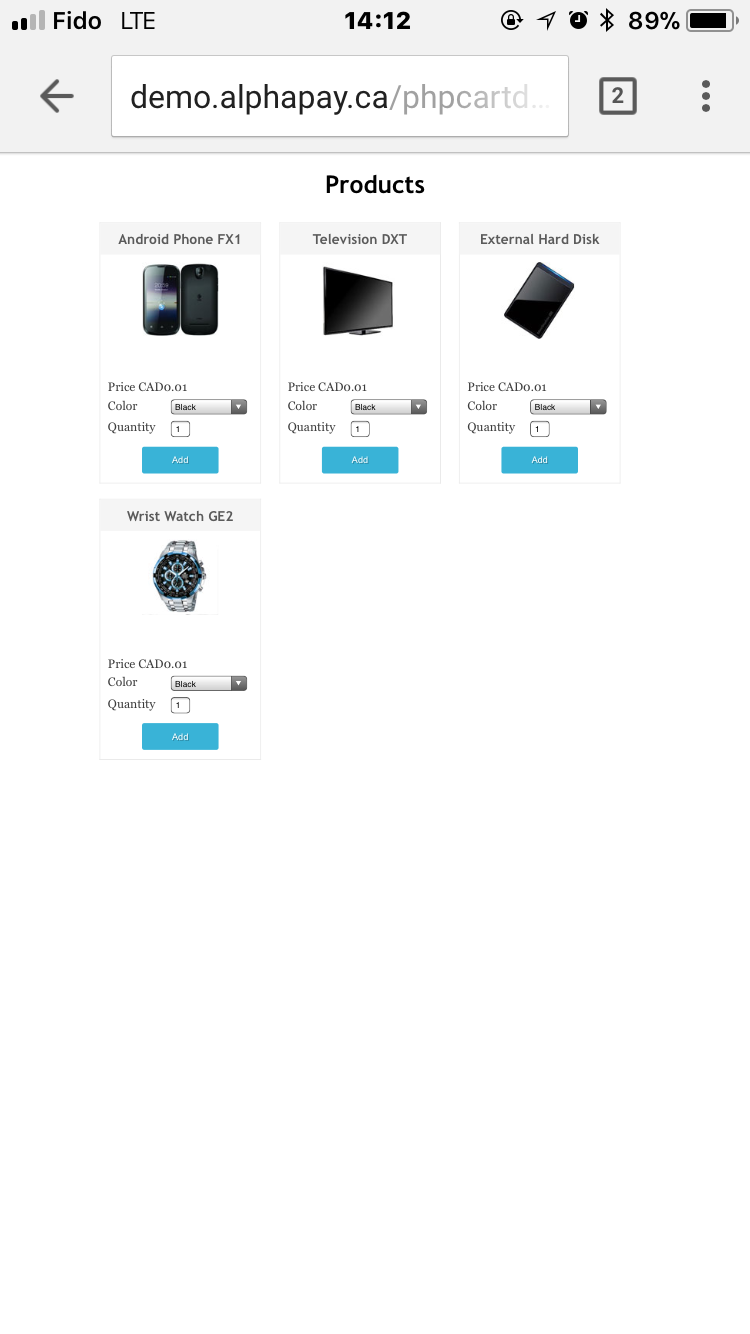 Fido LTE 14:12 89%
demo.alphapay.ca/phpcartd...
2
Products
Android Phone FX1
Price CAD0.01
Color Black
Quantity 1
Add
Television DXT
Price CAD0.01
Color Black
Quantity 1
Add
External Hard Disk
Price CAD0.01
Color Black
Quantity 1
Add
Wrist Watch GE2
Price CAD0.01
Color Black
Quantity 1
Add